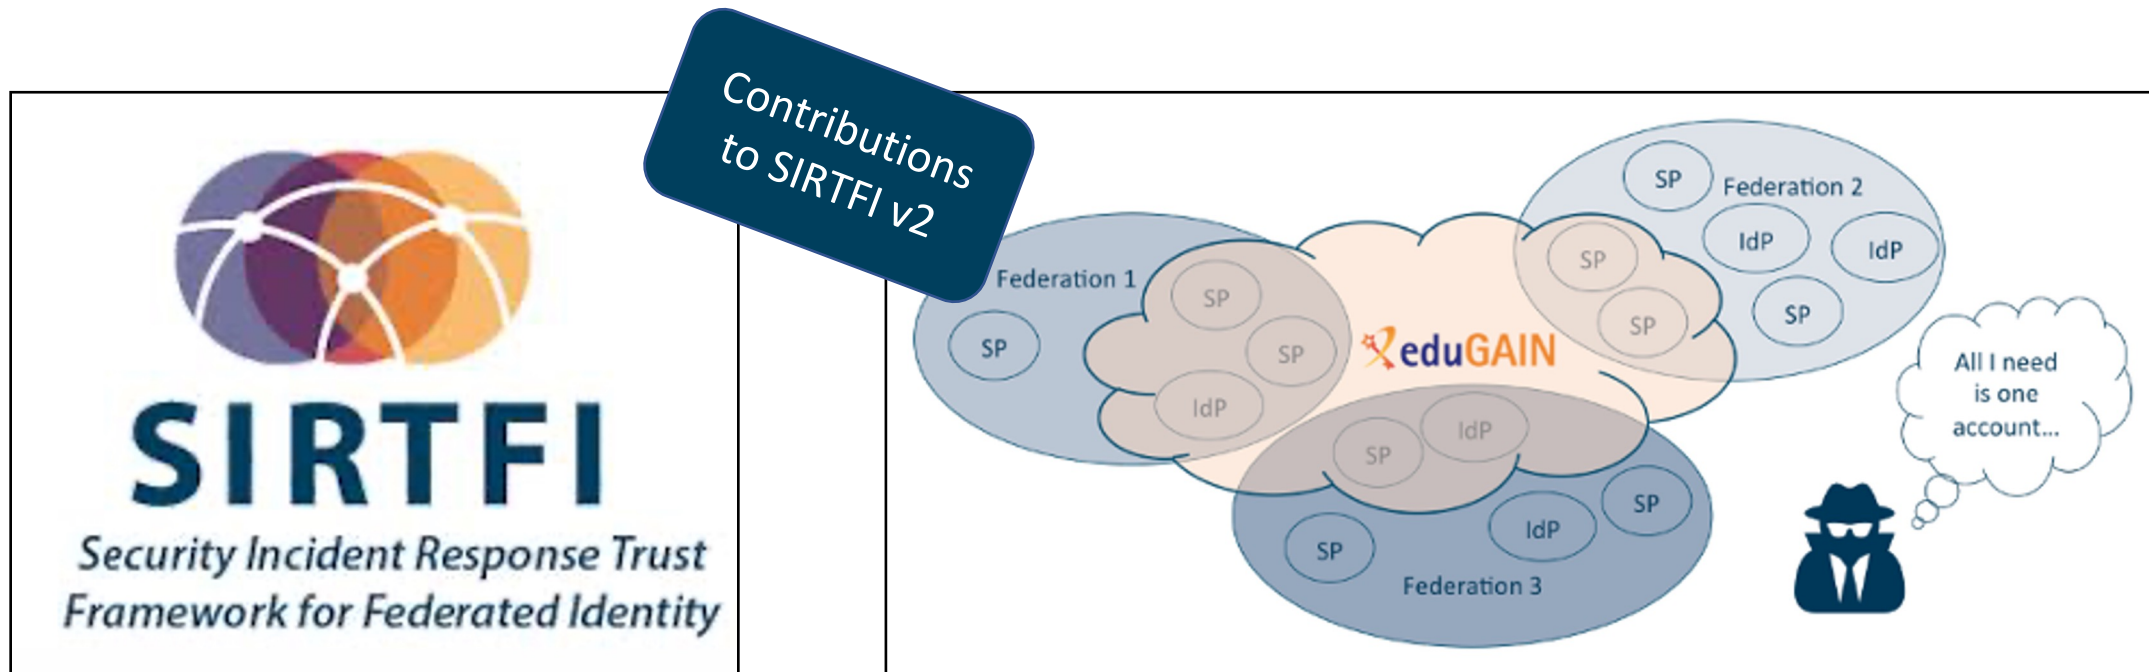 Contributions
to SIRTFI v2
SIRTFI
Security Incident Response Trust
Framework for Federated Identity
Federation 1
SP
SP
SP
IdP
eduGAIN
Federation 2
SP
IdP
IdP
SP
SP
SP
SP
IdP
SP
IdP
SP
Federation 3
All I need
is one
account...